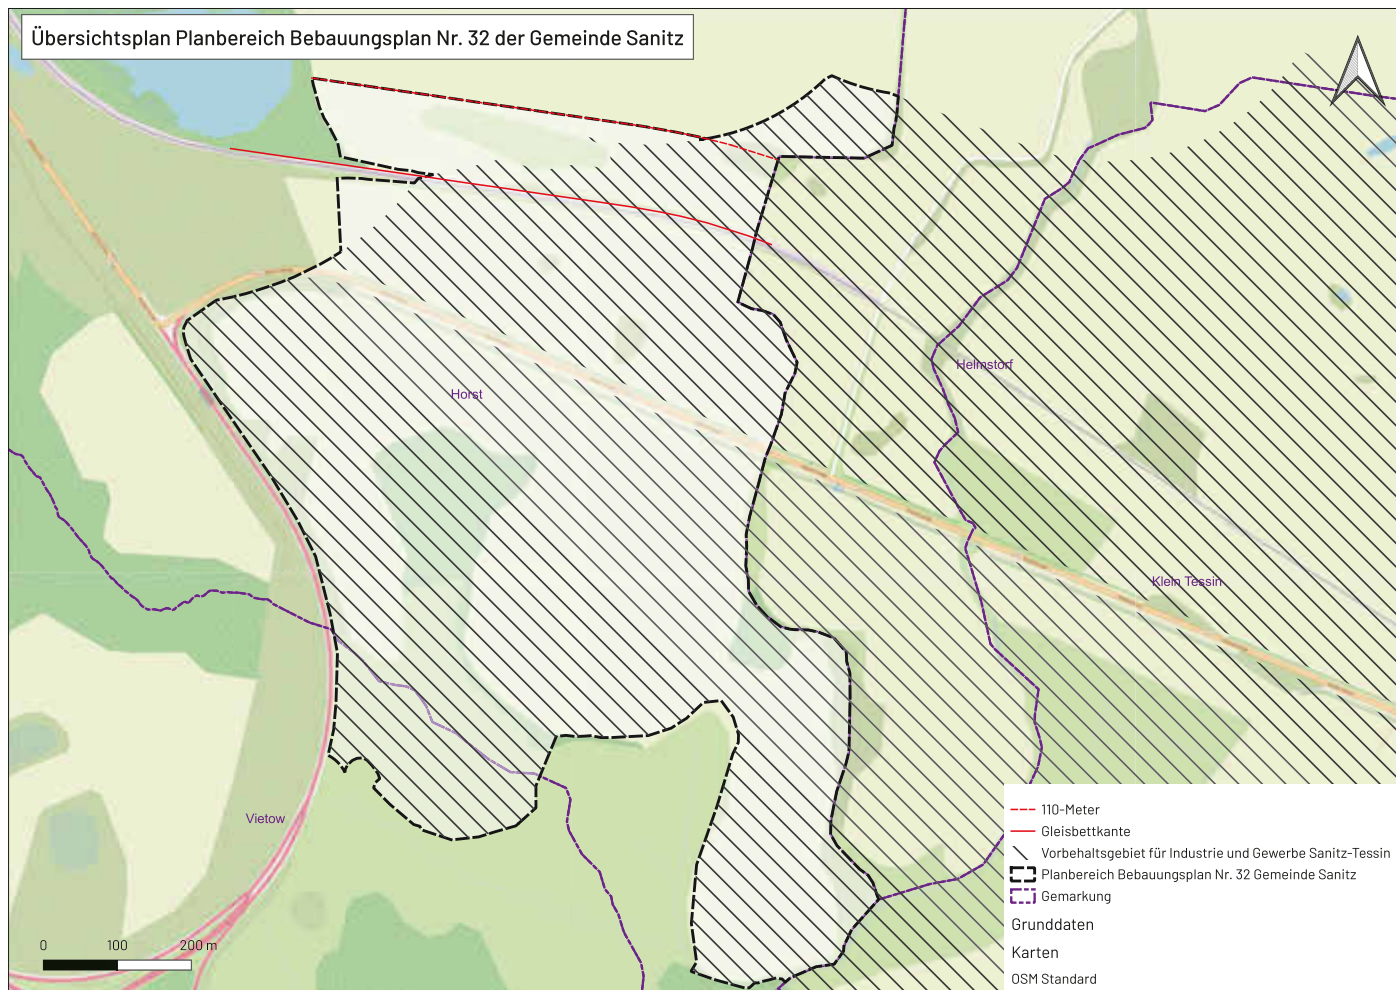 Übersichtsplan Planbereich Bebauungsplan Nr. 32 der Gemeinde Sanitz
Helmstorf
Horst
Klein Tessin
Vietow
110-Meter
Gleisbettkante
Vorbehaltsgebiet für Industrie und Gewerbe Sanitz-Tessin
Planbereich Bebauungsplan Nr. 32 Gemeinde Sanitz
Gemarkung
Grunddaten
Karten
OSM Standard
0 100 200 m